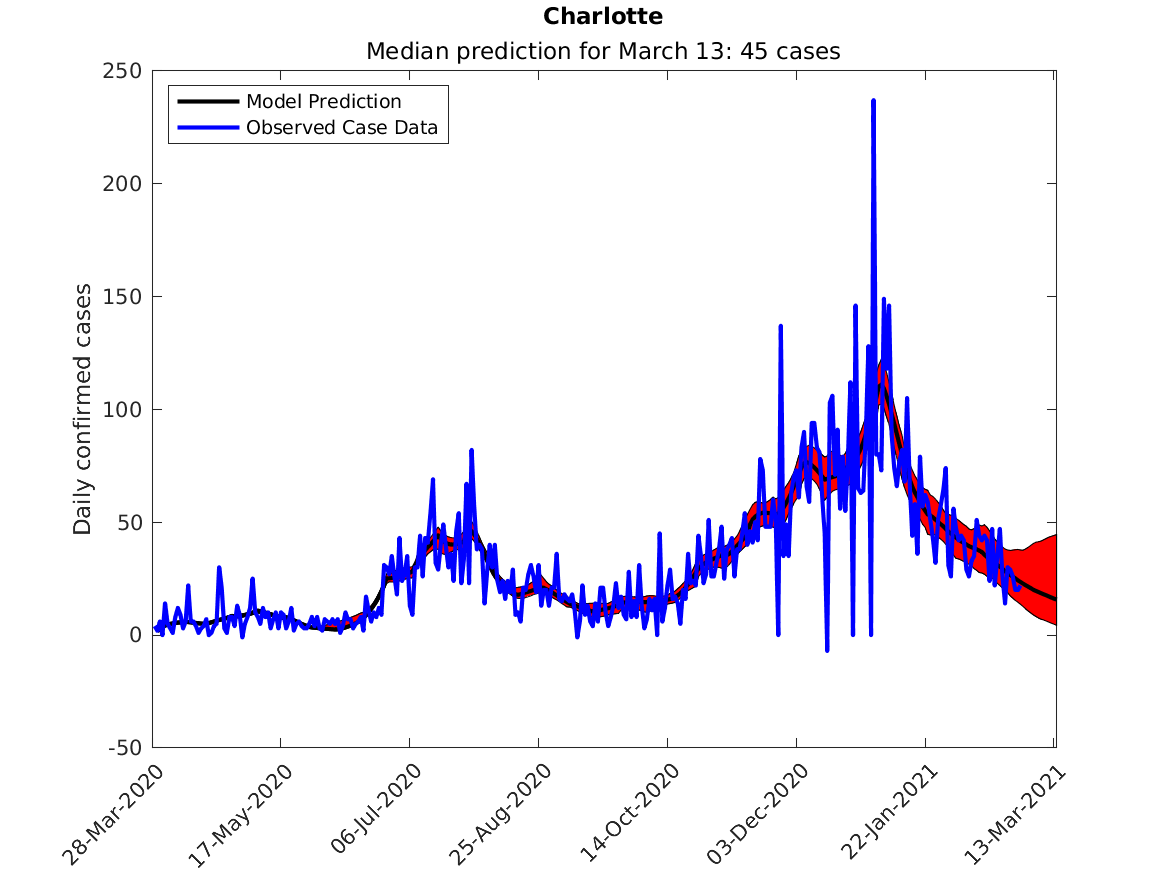 Charlotte
Median prediction for March 13: 45 cases
Model Prediction
Observed Case Data
Daily confirmed cases
250
200
150
100
50
0
-50
28-Mar-2020
17-May-2020
06-Jul-2020
25-Aug-2020
14-Oct-2020
03-Dec-2020
22-Jan-2021
13-Mar-2021